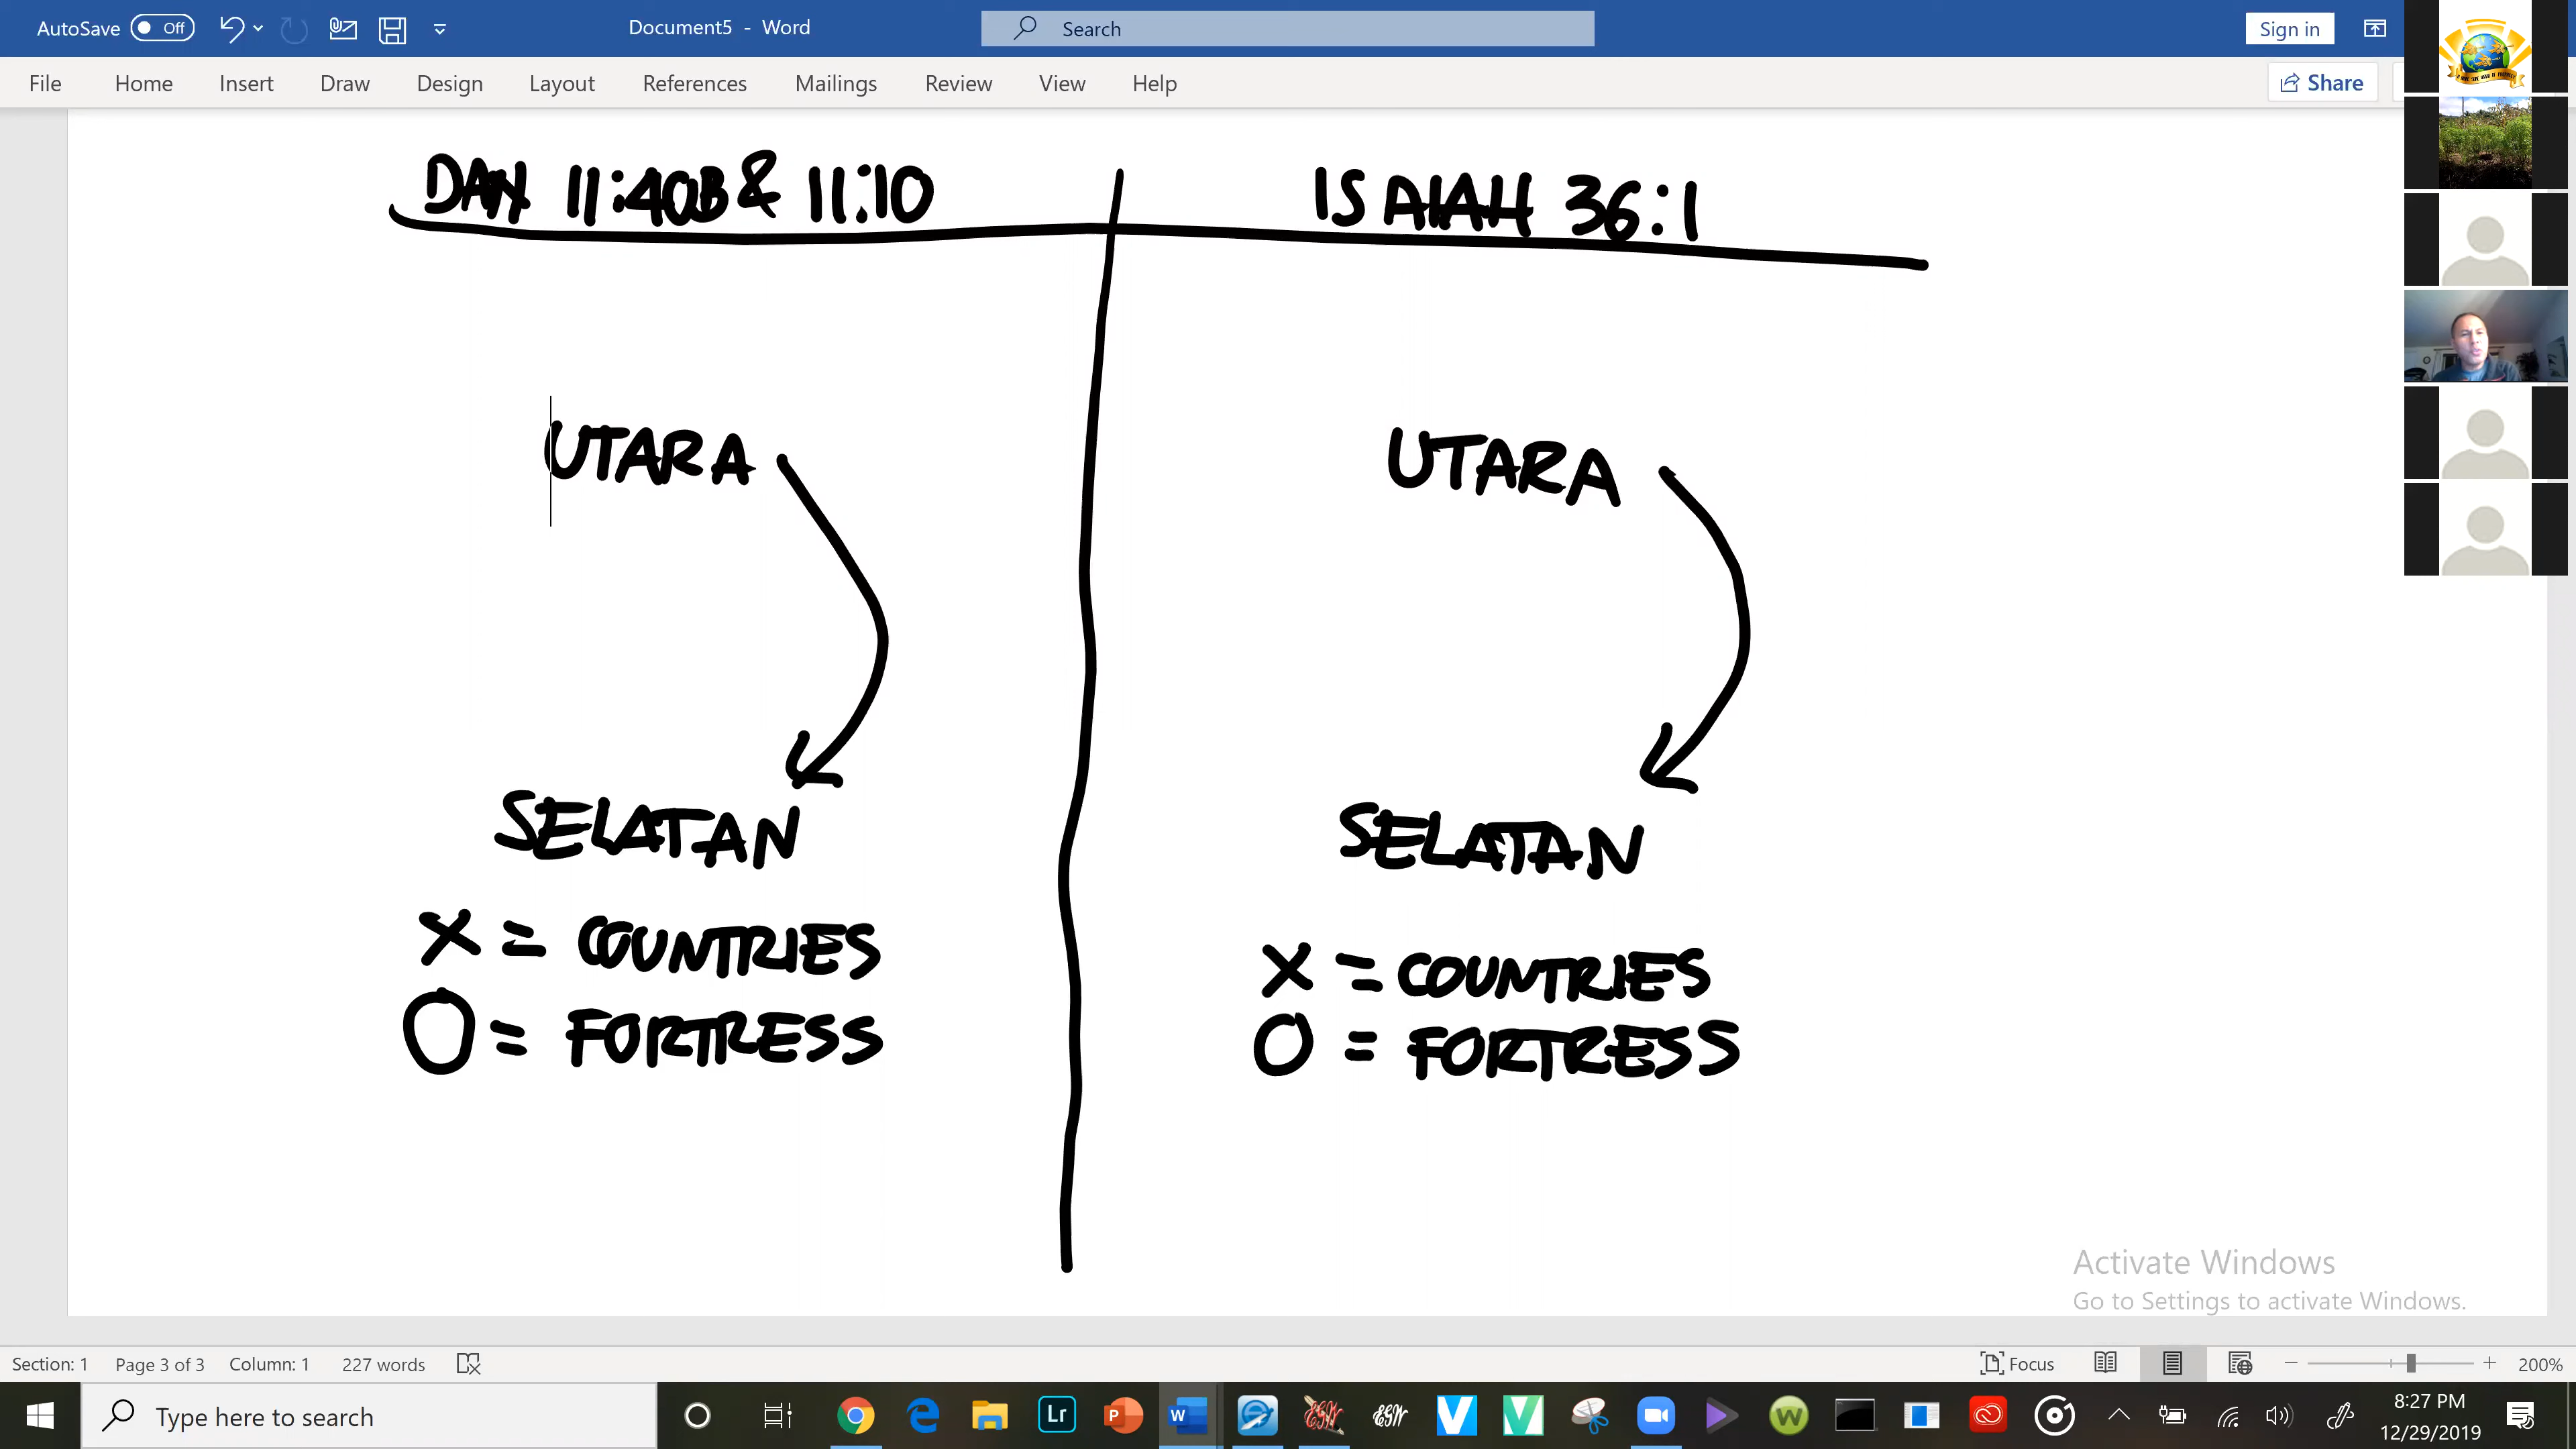 AutoSave Off Document5 - Word Search Sign in
File Home Insert Draw Design Layout References Mailings Review View Help Share
DAN 11:40B & 11:10 ISAIAH 36:1
UTARA UTARA
SELATAN SELATAN
X = COUNTRIES X = COUNTRIES
O = FORTRESS O = FORTRESS
Activate Windows
Go to Settings to activate Windows.
Section: 1 Page 3 of 3 Column: 1 227 words Focus 200%
Type here to search Lr P W EGW EGW V V W 8:27 PM
12/29/2019